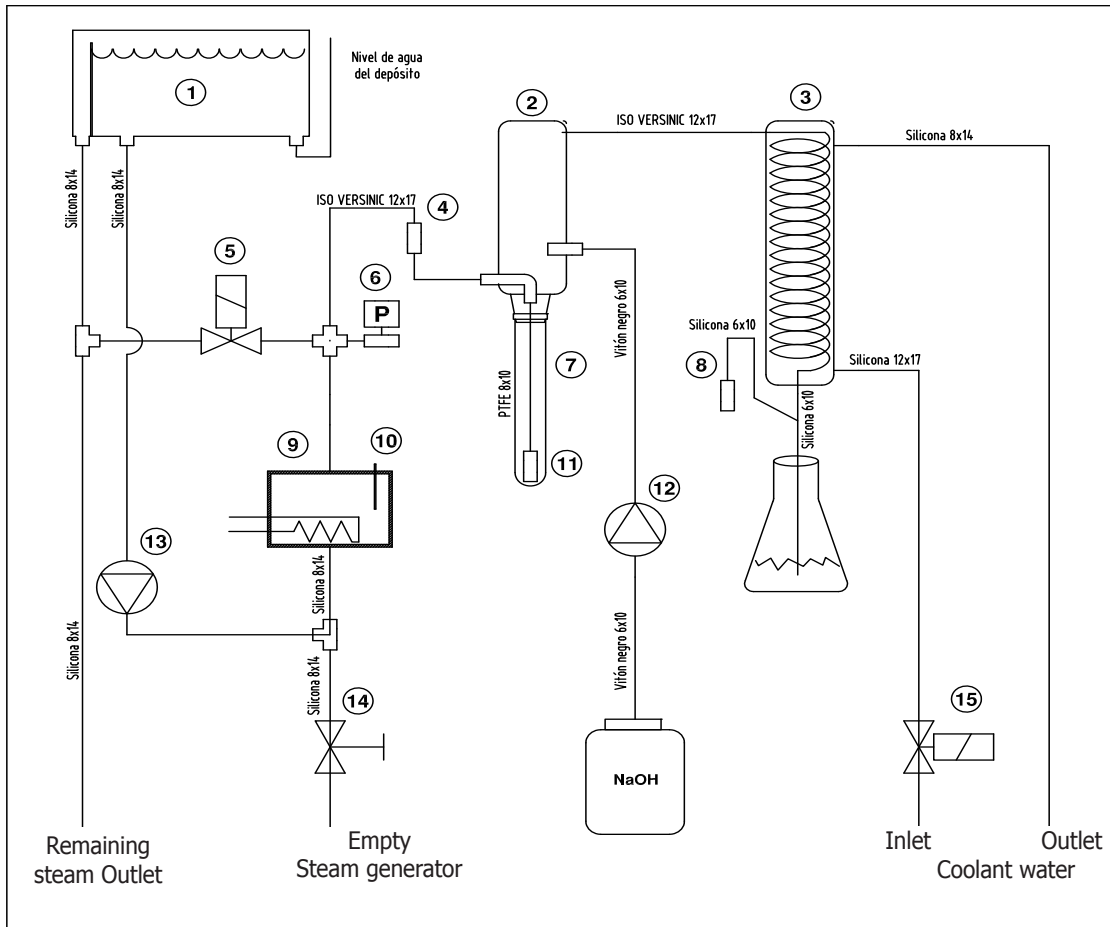 1
Nivel de agua
del depósito
2
3
ISO VERSINIC 12x17
Silicona 8x14
Silicona 8x14
Silicona 8x14
ISO VERSINIC 12x17
4
5
6
P
Vitón negro 6x10
Silicona 6x10
Silicona 12x17
7
8
PTFE 8x10
Silicona 6x10
9
10
11
12
13
Silicona 8x14
Silicona 8x14
Silicona 8x14
Vitón negro 6x10
14
15
NaOH
Remaining
steam Outlet
Empty
Steam generator
Inlet
Outlet
Coolant water